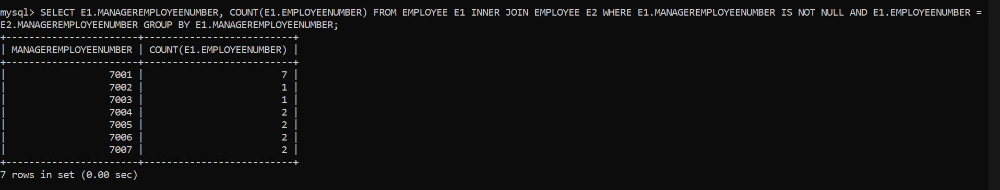 mysql> SELECT E1.MANAGEREMPLOYEENUMBER, COUNT(E1.EMPLOYEENUMBER) FROM EMPLOYEE E1 INNER JOIN EMPLOYEE E2 WHERE E1.MANAGEREMPLOYEENUMBER IS NOT NULL AND E1.EMPLOYEENUMBER =
E2.MANAGEREMPLOYEENUMBER GROUP BY E1.MANAGEREMPLOYEENUMBER;
+-----------------------+--------------------------+
| MANAGEREMPLOYEENUMBER | COUNT(E1.EMPLOYEENUMBER) |
+-----------------------+--------------------------+
|                  7001 |                        7 |
|                  7002 |                        1 |
|                  7003 |                        1 |
|                  7004 |                        2 |
|                  7005 |                        2 |
|                  7006 |                        2 |
|                  7007 |                        2 |
+-----------------------+--------------------------+
7 rows in set (0.00 sec)